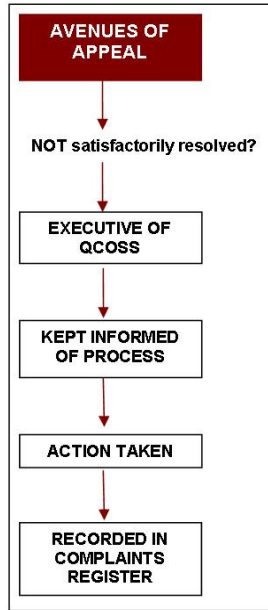 AVENUES OF
APPEAL
NOT satisfactorily resolved?
EXECUTIVE OF
QCOSS
KEPT INFORMED
OF PROCESS
ACTION TAKEN
RECORDED IN
COMPLAINTS
REGISTER